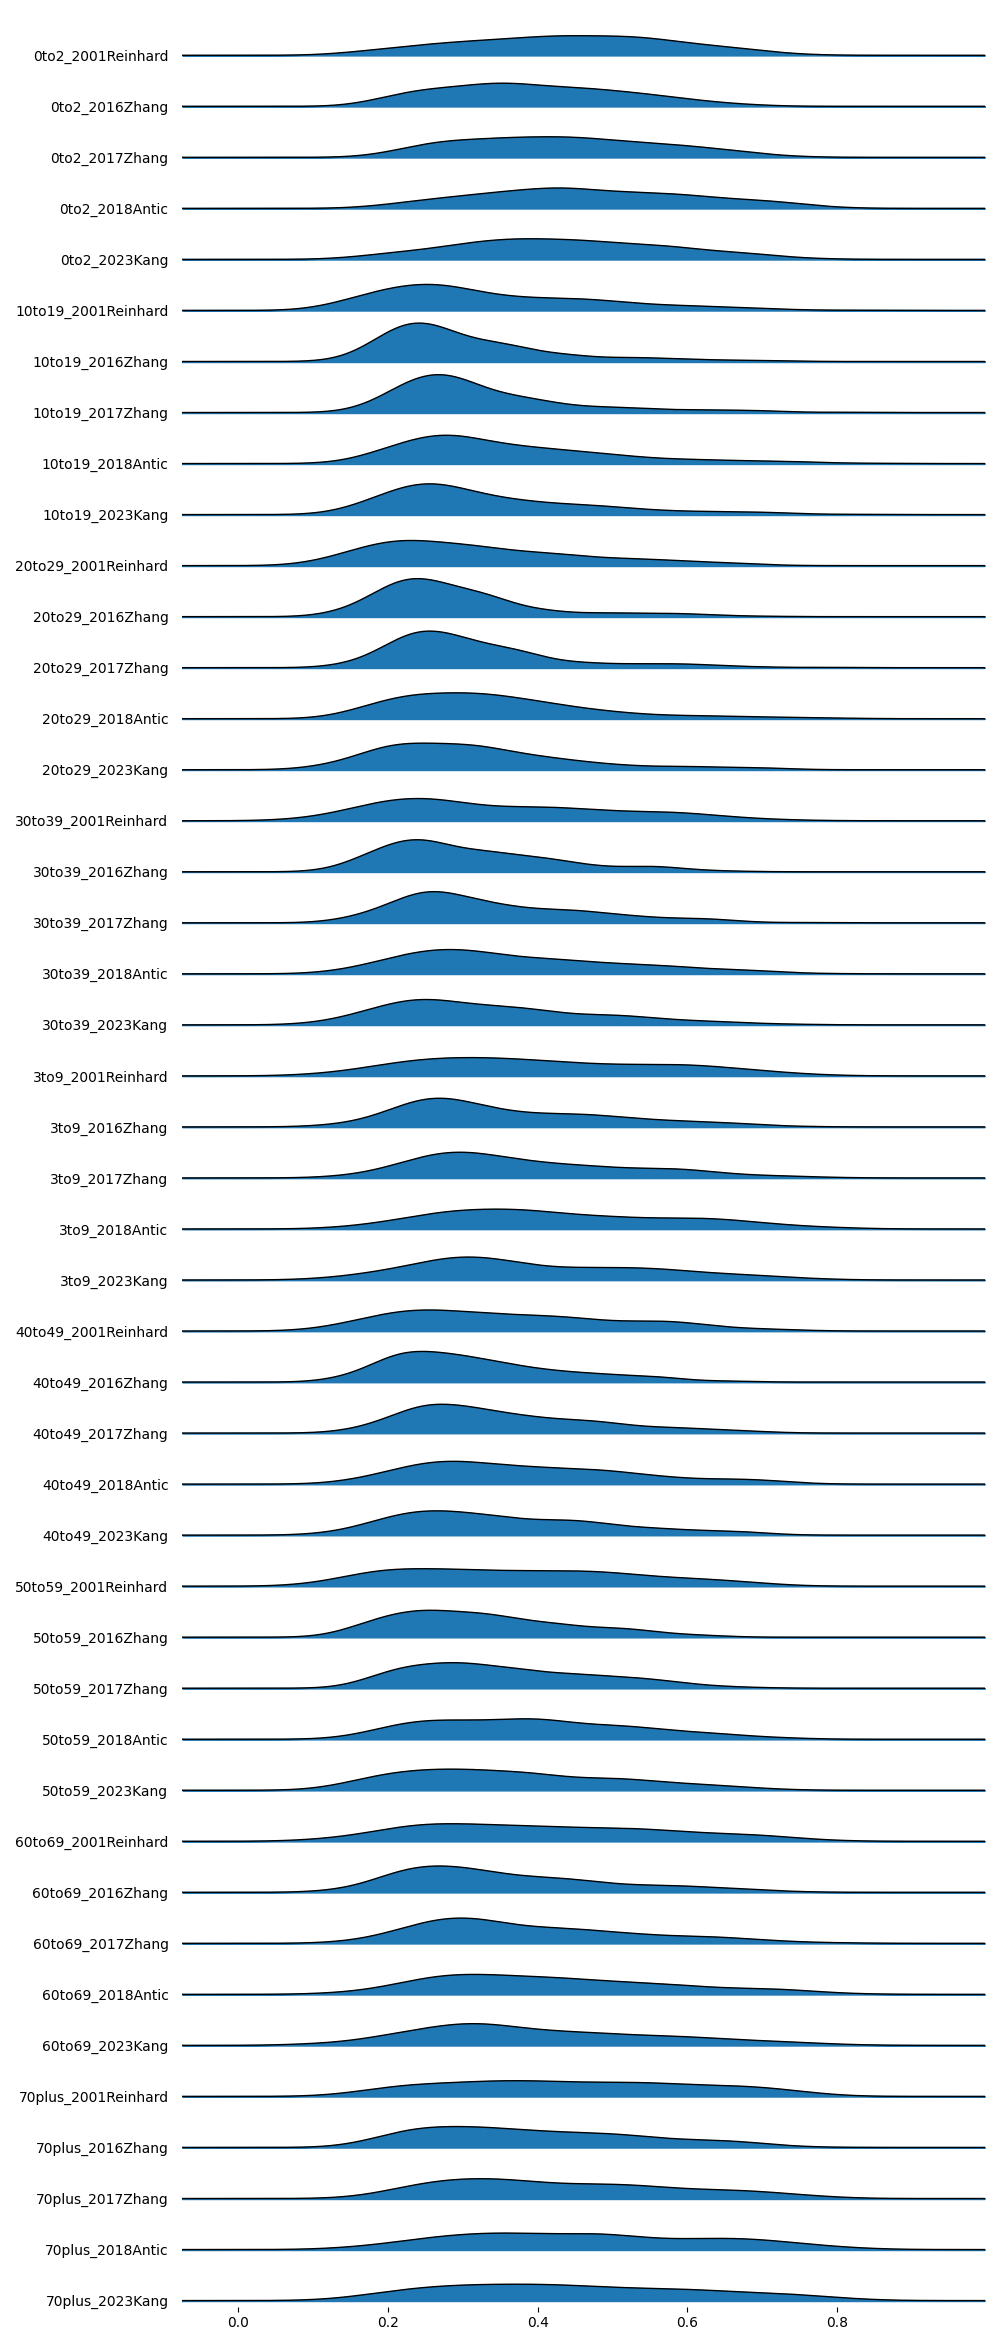 0to2_2001Reinhard
0to2_2016Zhang
0to2_2017Zhang
0to2_2018Antic
0to2_2023Kang
10to19_2001Reinhard
10to19_2016Zhang
10to19_2017Zhang
10to19_2018Antic
10to19_2023Kang
20to29_2001Reinhard
20to29_2016Zhang
20to29_2017Zhang
20to29_2018Antic
20to29_2023Kang
30to39_2001Reinhard
30to39_2016Zhang
30to39_2017Zhang
30to39_2018Antic
30to39_2023Kang
3to9_2001Reinhard
3to9_2016Zhang
3to9_2017Zhang
3to9_2018Antic
3to9_2023Kang
40to49_2001Reinhard
40to49_2016Zhang
40to49_2017Zhang
40to49_2018Antic
40to49_2023Kang
50to59_2001Reinhard
50to59_2016Zhang
50to59_2017Zhang
50to59_2018Antic
50to59_2023Kang
60to69_2001Reinhard
60to69_2016Zhang
60to69_2017Zhang
60to69_2018Antic
60to69_2023Kang
70plus_2001Reinhard
70plus_2016Zhang
70plus_2017Zhang
70plus_2018Antic
70plus_2023Kang
0.0 0.2 0.4 0.6 0.8